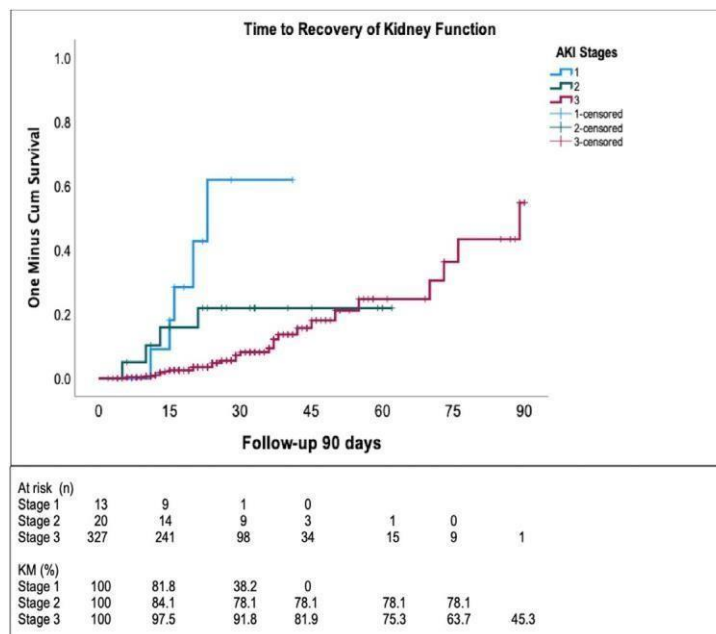 Time to Recovery of Kidney Function
AKI Stages
1
2
3
1-censored
2-censored
3-censored
One Minus Cum Survival
1.0
0.8
0.6
0.4
0.2
0.0
0 15 30 45 60 75 90
Follow-up 90 days
At risk (n)
Stage 1 13 9 1 0
Stage 2 20 14 9 3 1 0
Stage 3 327 241 98 34 15 9 1
KM (%)
Stage 1 100 81.8 38.2 0
Stage 2 100 84.1 78.1 78.1 78.1 78.1
Stage 3 100 97.5 91.8 81.9 75.3 63.7 45.3